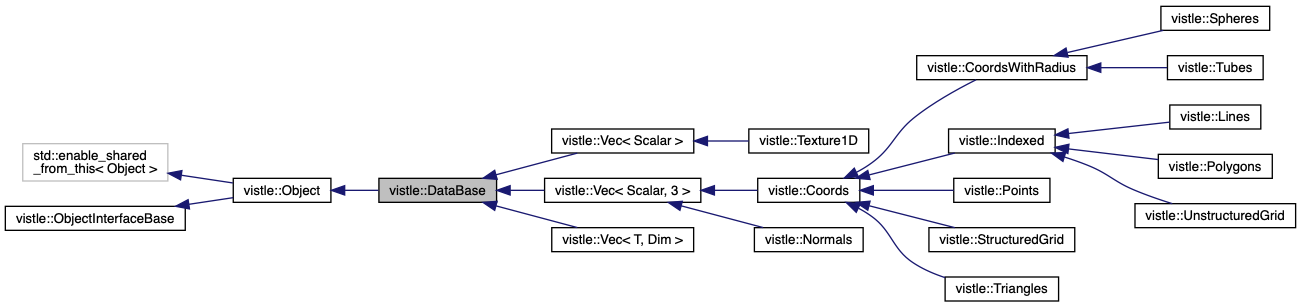 std::enable_shared
_from_this< Object >
vistle::ObjectInterfaceBase
vistle::Object
vistle::DataBase
vistle::Vec< Scalar >
vistle::Vec< Scalar, 3 >
vistle::Vec< T, Dim >
vistle::Texture1D
vistle::Coords
vistle::Normals
vistle::CoordsWithRadius
vistle::Indexed
vistle::Points
vistle::StructuredGrid
vistle::Triangles
vistle::Spheres
vistle::Tubes
vistle::Lines
vistle::Polygons
vistle::UnstructuredGrid